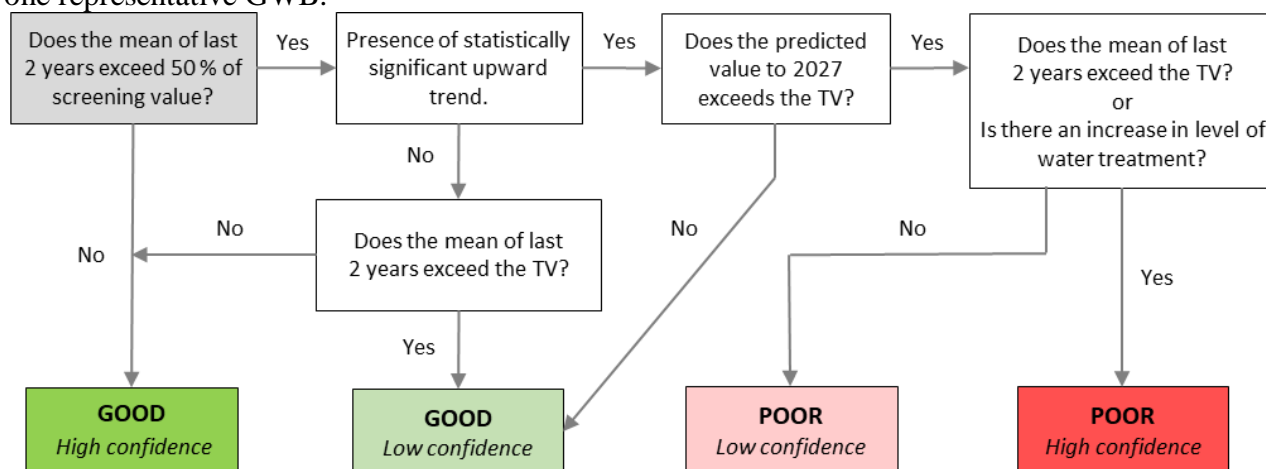 one representative GWB.
Does the mean of last
2 years exceed 50 % of
screening value?
Yes
Presence of statistically
significant upward
trend.
Yes
Does the predicted
value to 2027
exceeds the TV?
Yes
Does the mean of last
2 years exceed the TV?
or
Is there an increase in level of
water treatment?
No
No
No
Does the mean of last
2 years exceed the TV?
No
No
Yes
Yes
GOOD
High confidence
GOOD
Low confidence
POOR
Low confidence
POOR
High confidence